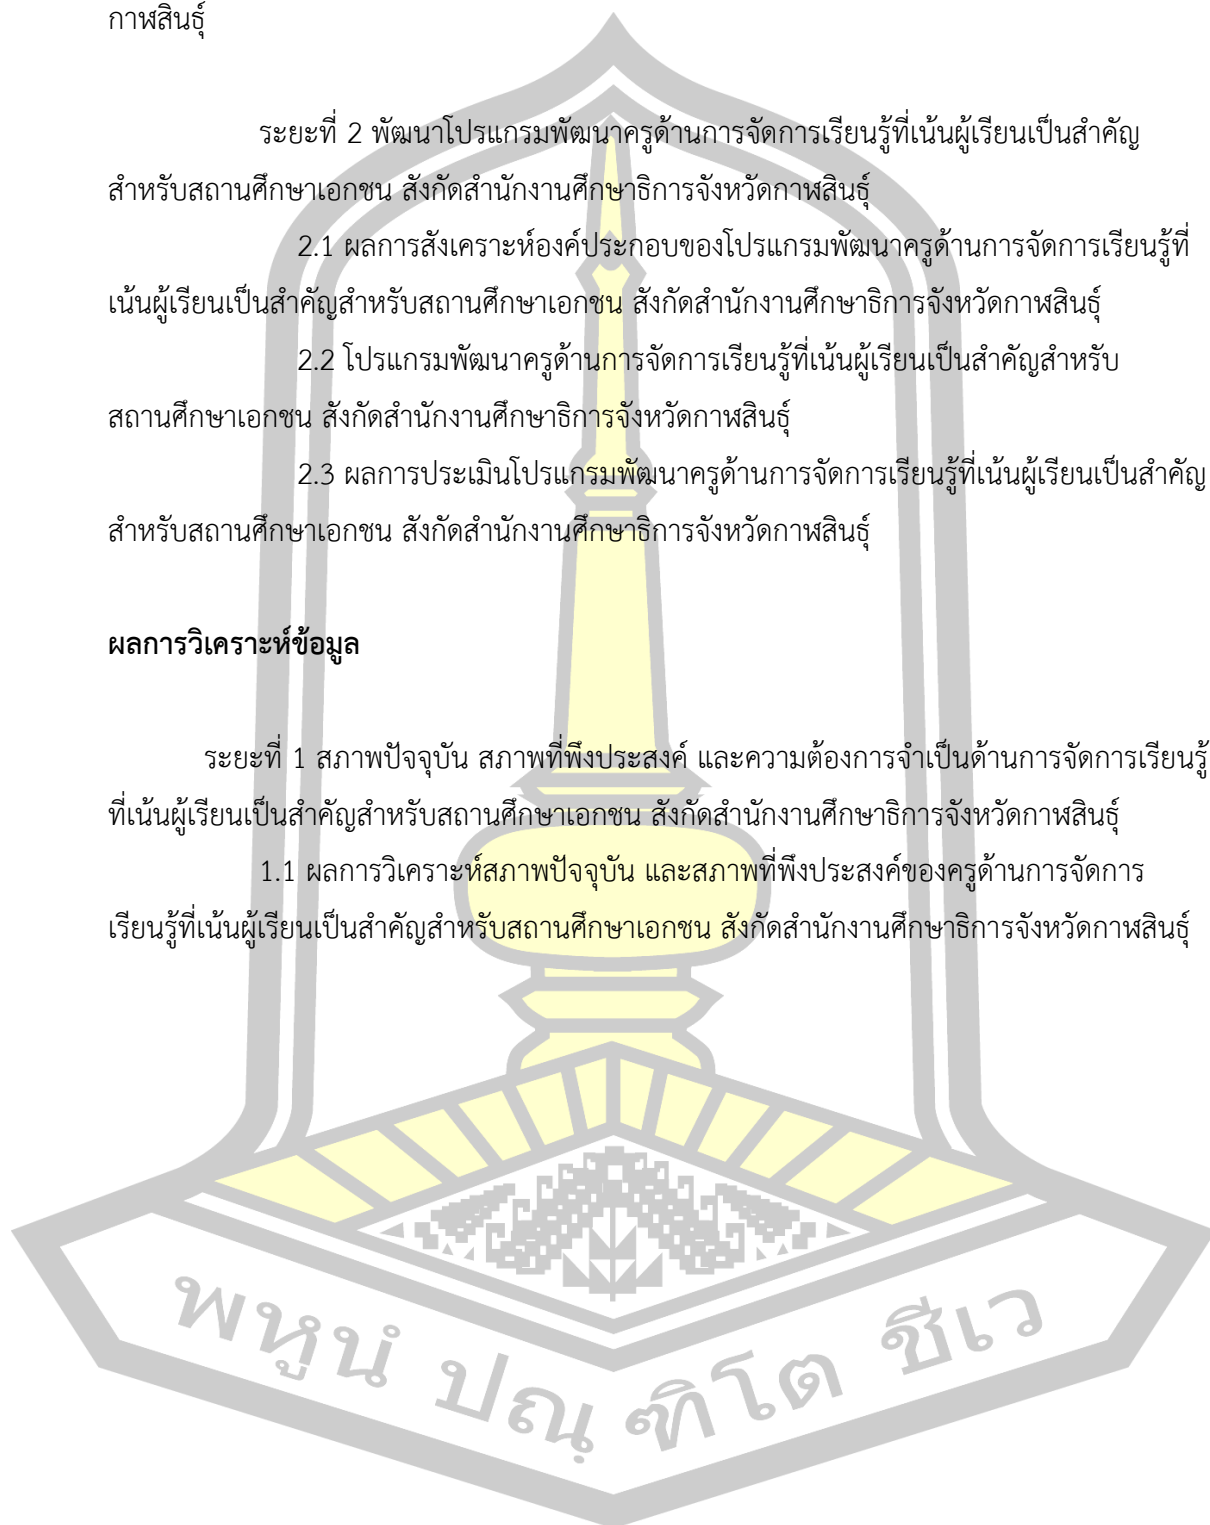 กาฬสินธุ์
ระยะที่ 2 พัฒนาโปรแกรมพัฒนาครูด้านการจัดการเรียนรู้ที่เน้นผู้เรียนเป็นสำคัญ
สำหรับสถานศึกษาเอกชน สังกัดสำนักงานศึกษาธิการจังหวัดกาฬสินธุ์
2.1 ผลการสังเคราะห์องค์ประกอบของโปรแกรมพัฒนาครูด้านการจัดการเรียนรู้ที่
เน้นผู้เรียนเป็นสำคัญสำหรับสถานศึกษาเอกชน สังกัดสำนักงานศึกษาธิการจังหวัดกาฬสินธุ์
2.2 โปรแกรมพัฒนาครูด้านการจัดการเรียนรู้ที่เน้นผู้เรียนเป็นสำคัญสำหรับ
สถานศึกษาเอกชน สังกัดสำนักงานศึกษาธิการจังหวัดกาฬสินธุ์
2.3 ผลการประเมินโปรแกรมพัฒนาครูด้านการจัดการเรียนรู้ที่เน้นผู้เรียนเป็นสำคัญ
สำหรับสถานศึกษาเอกชน สังกัดสำนักงานศึกษาธิการจังหวัดกาฬสินธุ์
ผลการวิเคราะห์ข้อมูล
ระยะที่ 1 สภาพปัจจุบัน สภาพที่พึงประสงค์ และความต้องการจำเป็นด้านการจัดการเรียนรู้
ที่เน้นผู้เรียนเป็นสำคัญสำหรับสถานศึกษาเอกชน สังกัดสำนักงานศึกษาธิการจังหวัดกาฬสินธุ์
1.1 ผลการวิเคราะห์สภาพปัจจุบัน และสภาพที่พึงประสงค์ของครูด้านการจัดการ
เรียนรู้ที่เน้นผู้เรียนเป็นสำคัญสำหรับสถานศึกษาเอกชน สังกัดสำนักงานศึกษาธิการจังหวัดกาฬสินธุ์
พหูนํ ปณฺ ฑิโต ชีเว